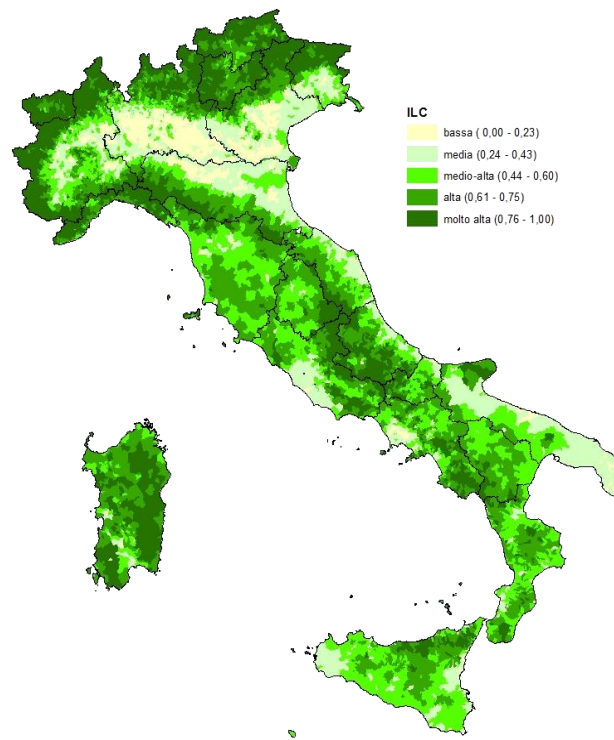 ILC
bassa ( 0,00 - 0,23)
media (0,24 - 0,43)
medio-alta (0,44 - 0,60)
alta (0,61 - 0,75)
molto alta (0,76 - 1,00)